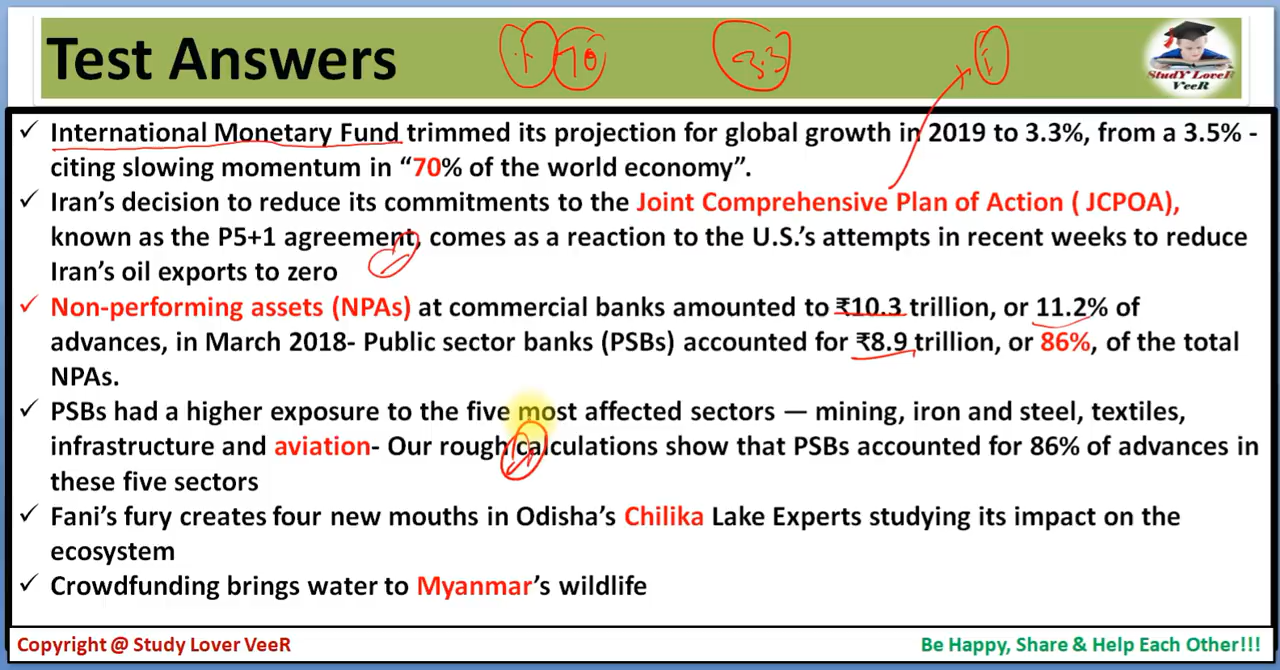 Test Answers
70
3.3
StudY LoveR
VeeR
✓ International Monetary Fund trimmed its projection for global growth in 2019 to 3.3%, from a 3.5% -
citing slowing momentum in “70% of the world economy”.
✓ Iran’s decision to reduce its commitments to the Joint Comprehensive Plan of Action ( JCPOA),
known as the P5+1 agreement, comes as a reaction to the U.S.’s attempts in recent weeks to reduce
Iran’s oil exports to zero
✓ Non-performing assets (NPAs) at commercial banks amounted to ₹10.3 trillion, or 11.2% of
advances, in March 2018- Public sector banks (PSBs) accounted for ₹8.9 trillion, or 86%, of the total
NPAs.
✓ PSBs had a higher exposure to the five most affected sectors — mining, iron and steel, textiles,
infrastructure and aviation- Our rough calculations show that PSBs accounted for 86% of advances in
these five sectors
✓ Fani’s fury creates four new mouths in Odisha’s Chilika Lake Experts studying its impact on the
ecosystem
✓ Crowdfunding brings water to Myanmar’s wildlife
Copyright @ Study Lover VeeR
Be Happy, Share & Help Each Other!!!